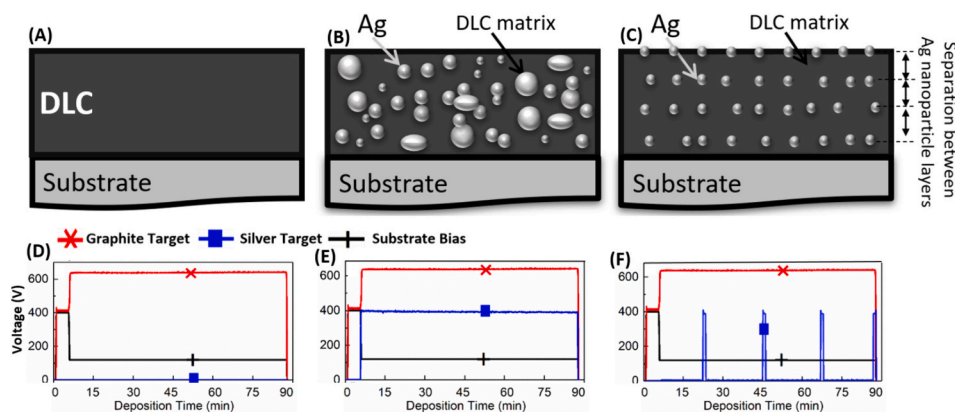 (A)
DLC
Substrate
(B)
Ag
DLC matrix
Substrate
(C)
Ag
DLC matrix
Substrate
Separation between
Ag nanoparticle layers
Graphite Target
Silver Target
Substrate Bias
(D)
Voltage (V)
600
400
200
0
0 15 30 45 60 75 90
Deposition Time (min)
(E)
600
400
200
0
0 15 30 45 60 75 90
Deposition Time (min)
(F)
600
400
200
0
0 15 30 45 60 75 90
Deposition Time (min)